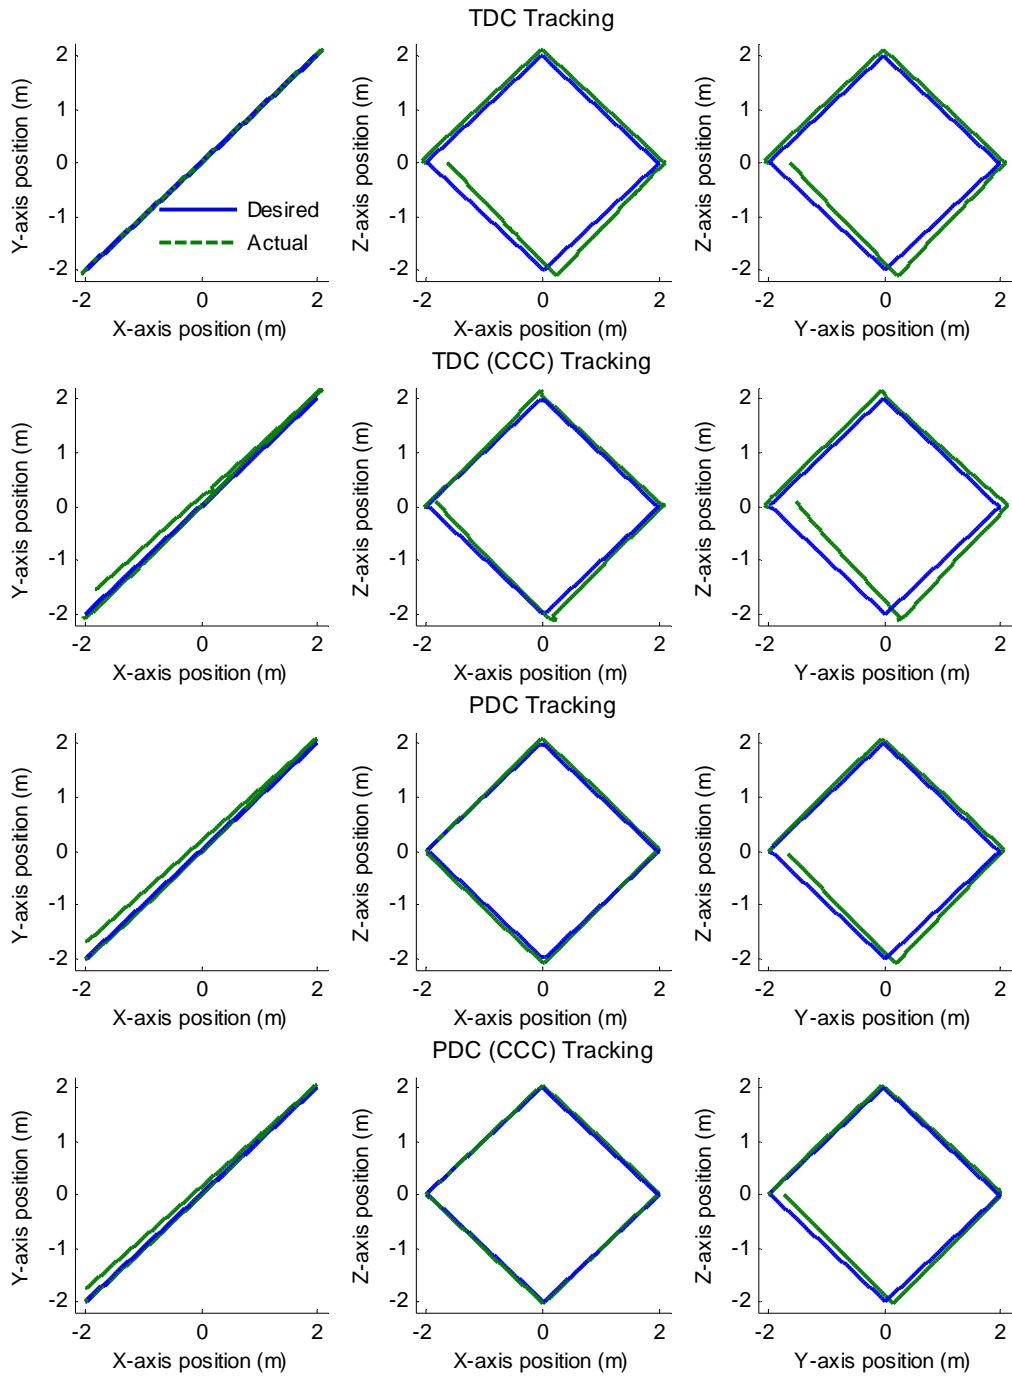 TDC Tracking
Y-axis position (m)
2
1
0
-1
-2
-2 0 2
X-axis position (m)
Desired
Actual
Z-axis position (m)
2
1
0
-1
-2
-2 0 2
X-axis position (m)
Z-axis position (m)
2
1
0
-1
-2
-2 0 2
Y-axis position (m)
TDC (CCC) Tracking
Y-axis position (m)
2
1
0
-1
-2
-2 0 2
X-axis position (m)
Z-axis position (m)
2
1
0
-1
-2
-2 0 2
X-axis position (m)
Z-axis position (m)
2
1
0
-1
-2
-2 0 2
Y-axis position (m)
PDC Tracking
Y-axis position (m)
2
1
0
-1
-2
-2 0 2
X-axis position (m)
Z-axis position (m)
2
1
0
-1
-2
-2 0 2
X-axis position (m)
Z-axis position (m)
2
1
0
-1
-2
-2 0 2
Y-axis position (m)
PDC (CCC) Tracking
Y-axis position (m)
2
1
0
-1
-2
-2 0 2
X-axis position (m)
Z-axis position (m)
2
1
0
-1
-2
-2 0 2
X-axis position (m)
Z-axis position (m)
2
1
0
-1
-2
-2 0 2
Y-axis position (m)